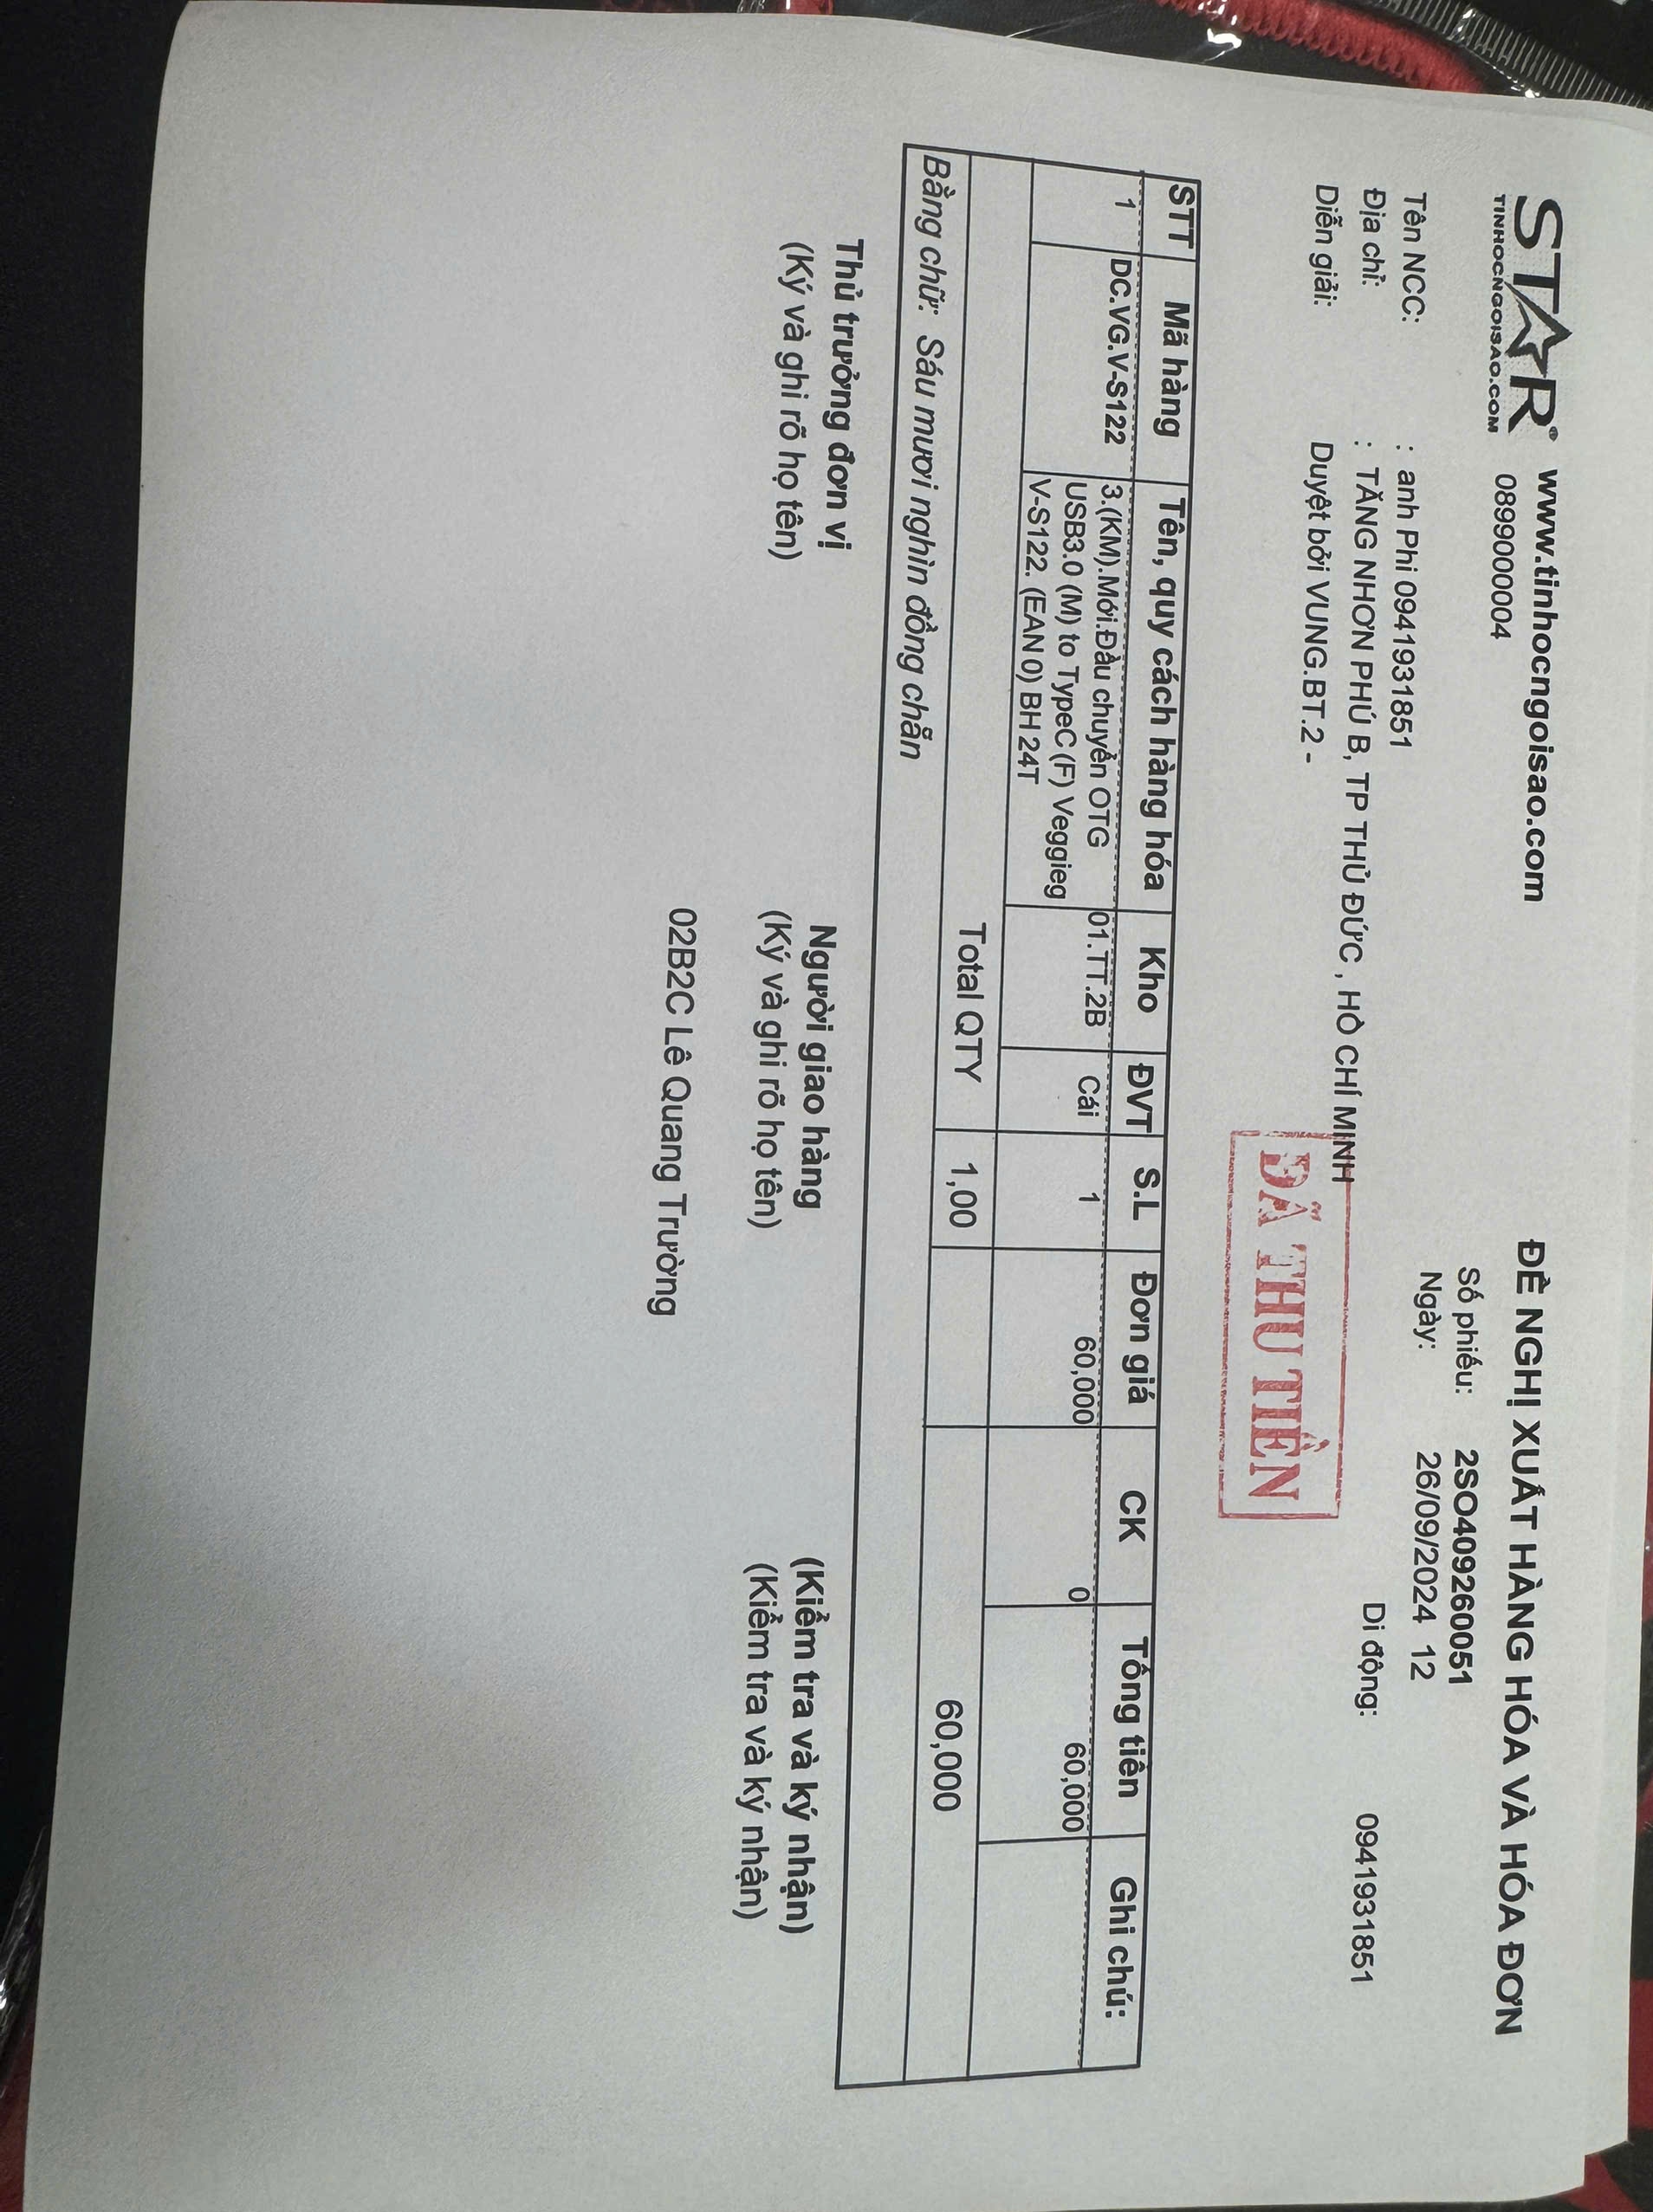 STAR® www.tinhocngoisao.com
TINHOCNGOISAO.COM 0899000004
ĐỀ NGHỊ XUẤT HÀNG HÓA VÀ HÓA ĐƠN
Số phiếu: 2SO409260051
Ngày: 26/09/2024 12
Tên NCC: : anh Phi 0941931851
Địa chỉ: : TĂNG NHƠN PHÚ B, TP THỦ ĐỨC , HỒ CHÍ MINH
Di động: 0941931851
Diễn giải: Duyệt bởi VUNG.BT.2 -
ĐÃ THU TIỀN
STT Mã hàng Tên, quy cách hàng hóa Kho ĐVT S.L Đơn giá CK Tổng tiền Ghi chú:
1 DC.VG.V-S122 3.(KM).Mới.Đầu chuyển OTG 01.TT.2B Cái 1 60,000 0 60,000
USB3.0 (M) to TypeC (F) Veggieg
V-S122. (EAN 0) BH 24T
Total QTY 1,00 60,000
Bằng chữ: Sáu mươi nghìn đồng chẵn
Thủ trưởng đơn vị Người giao hàng (Kiểm tra và ký nhận)
(Ký và ghi rõ họ tên) (Ký và ghi rõ họ tên) (Kiểm tra và ký nhận)
02B2C Lê Quang Trường